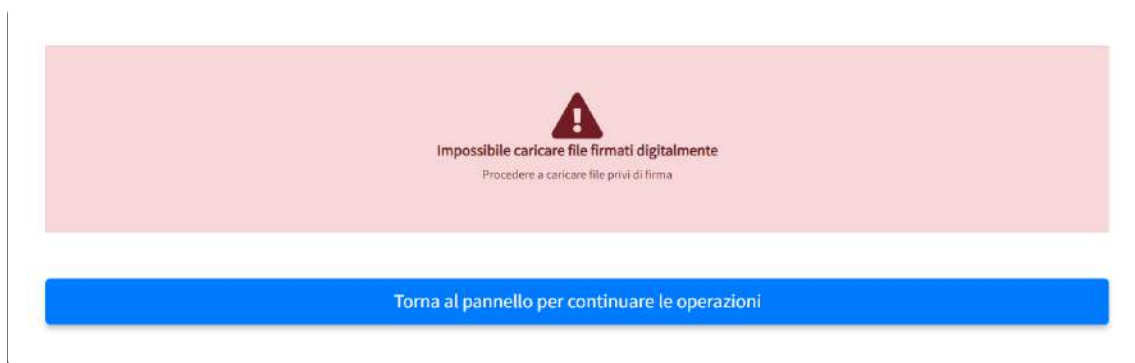 Impossibile caricare file firmati digitalmente
Procedere a caricare file privi di firma
Torna al pannello per continuare le operazioni